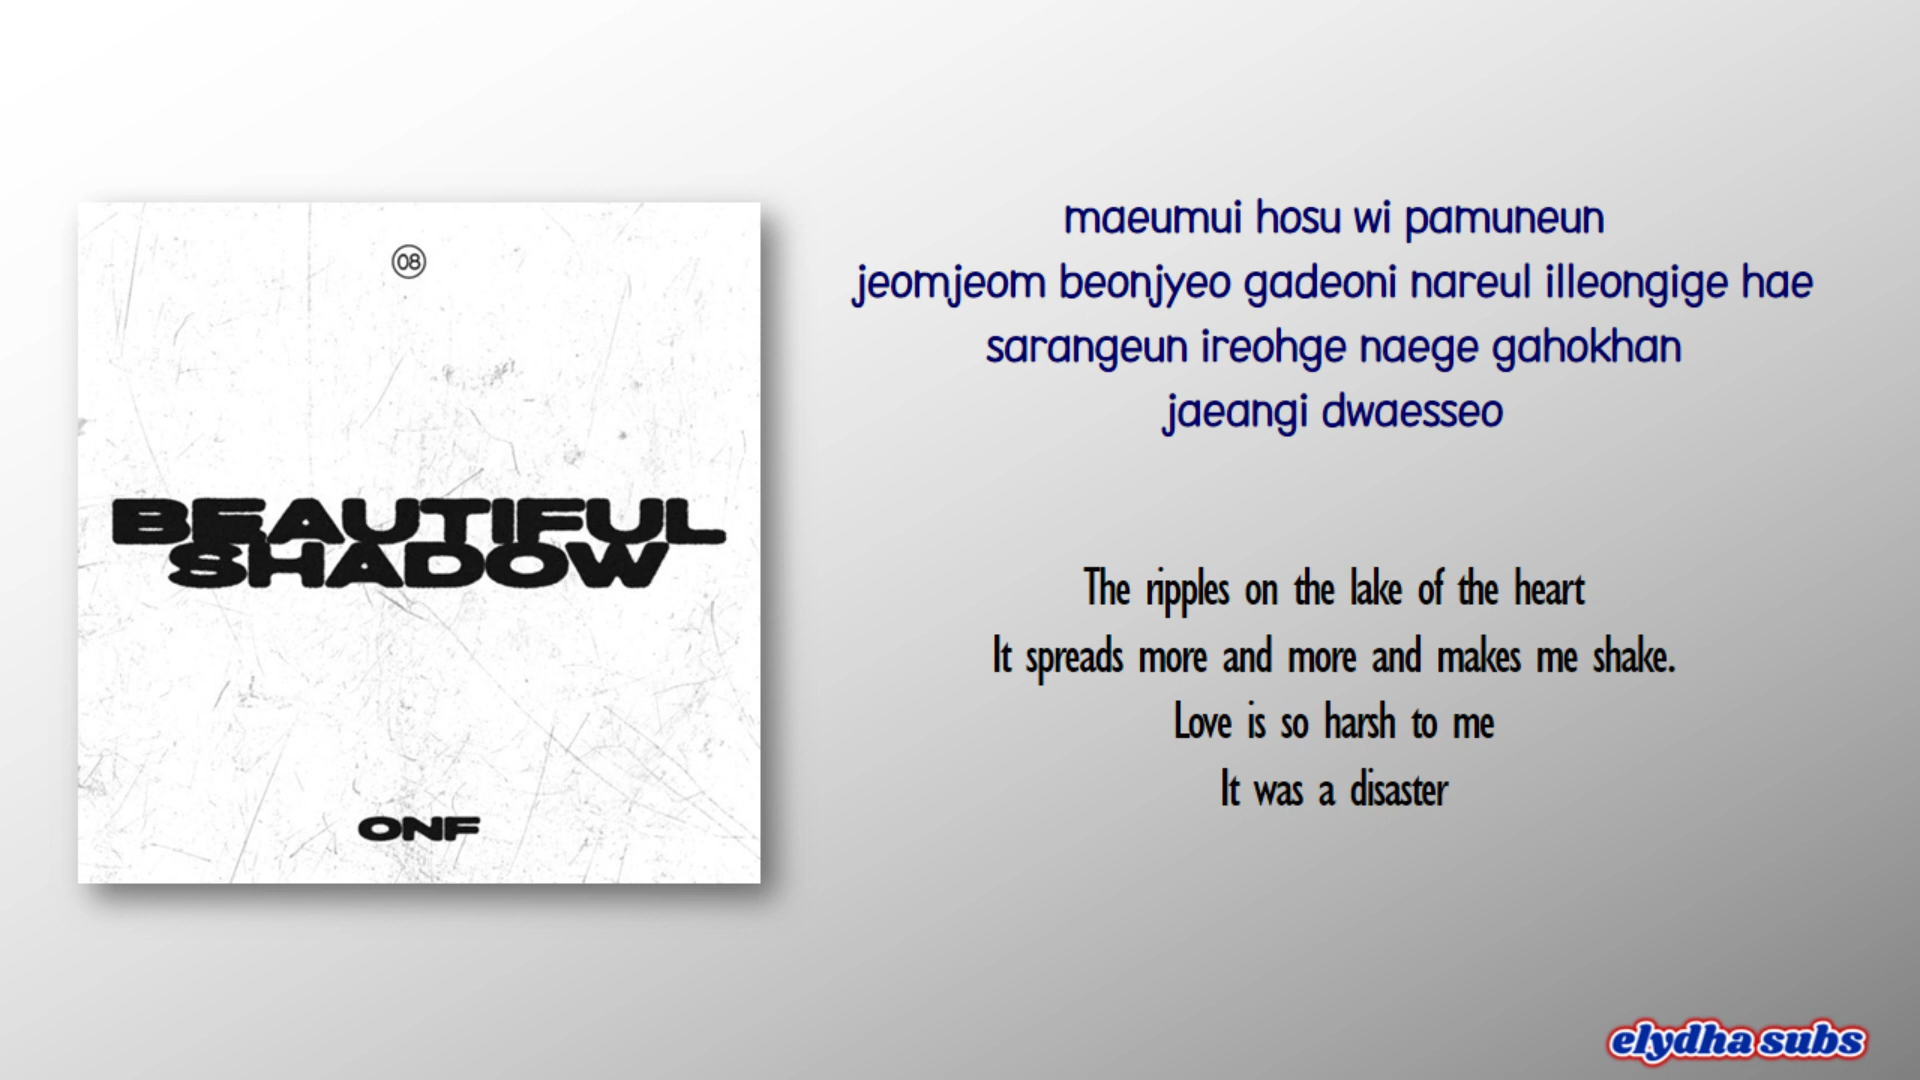 08
BEAUTIFUL
SHADOW
ONF
maeumui hosu wi pamuneun
jeomjeom beonjyeo gadeoni nareul illeongige hae
sarangeun ireohge naege gahokhan
jaeangi dwaesseo
The ripples on the lake of the heart
It spreads more and more and makes me shake.
Love is so harsh to me
It was a disaster
elydha subs